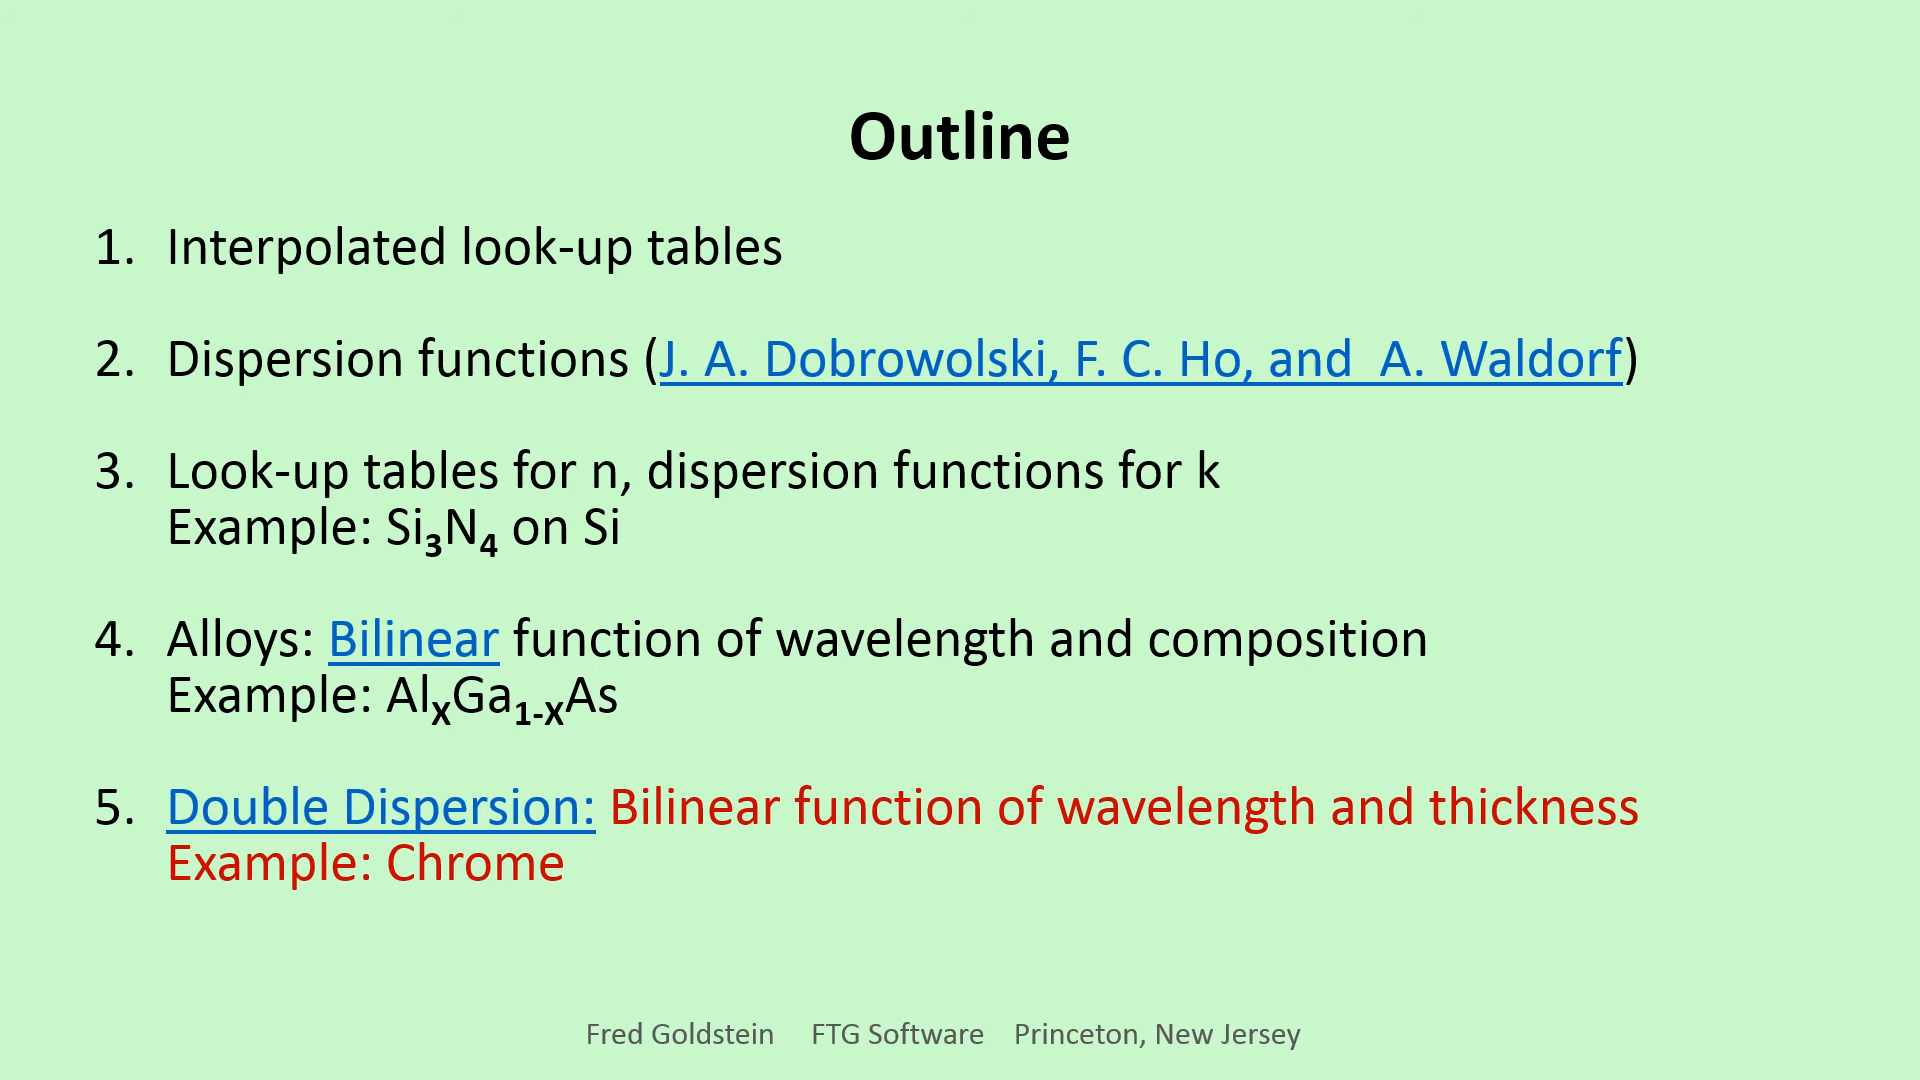 Outline
1. Interpolated look-up tables
2. Dispersion functions (J. A. Dobrowolski, F. C. Ho, and  A. Waldorf)
3. Look-up tables for n, dispersion functions for k
Example: Si₃N₄ on Si
4. Alloys: Bilinear function of wavelength and composition
Example: AlXGa1-XAs
5. Double Dispersion: Bilinear function of wavelength and thickness
Example: Chrome
Fred Goldstein FTG Software Princeton, New Jersey